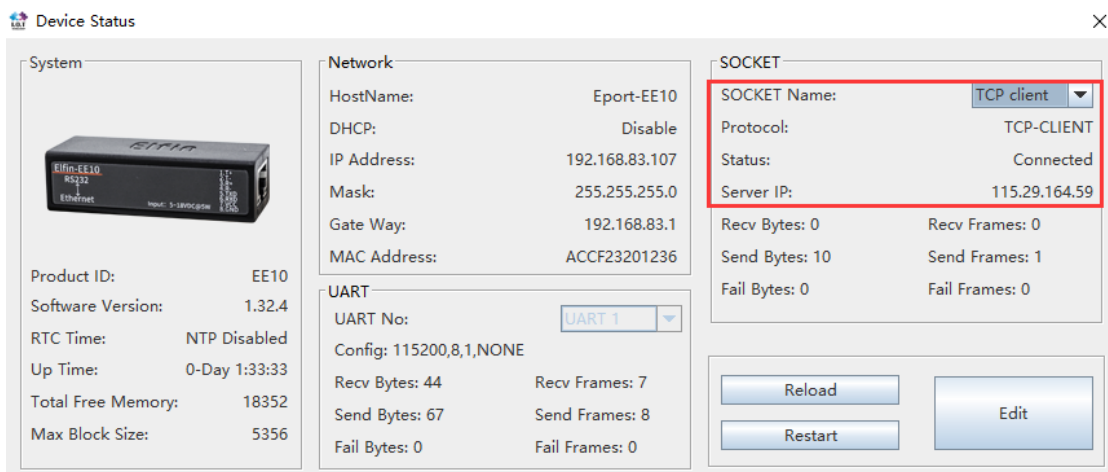 Device Status
System
Elfin
Elfin-EE10
RS232
Ethernet
Input: 5-18VDC@5W
Product ID: EE10
Software Version: 1.32.4
RTC Time: NTP Disabled
Up Time: 0-Day 1:33:33
Total Free Memory: 18352
Max Block Size: 5356
Network
HostName: Eport-EE10
DHCP: Disable
IP Address: 192.168.83.107
Mask: 255.255.255.0
Gate Way: 192.168.83.1
MAC Address: ACCF23201236
UART
UART No: UART 1
Config: 115200,8,1,NONE
Recv Bytes: 44 Recv Frames: 7
Send Bytes: 67 Send Frames: 8
Fail Bytes: 0 Fail Frames: 0
SOCKET
SOCKET Name: TCP client
Protocol: TCP-CLIENT
Status: Connected
Server IP: 115.29.164.59
Recv Bytes: 0 Recv Frames: 0
Send Bytes: 10 Send Frames: 1
Fail Bytes: 0 Fail Frames: 0
Reload
Restart
Edit